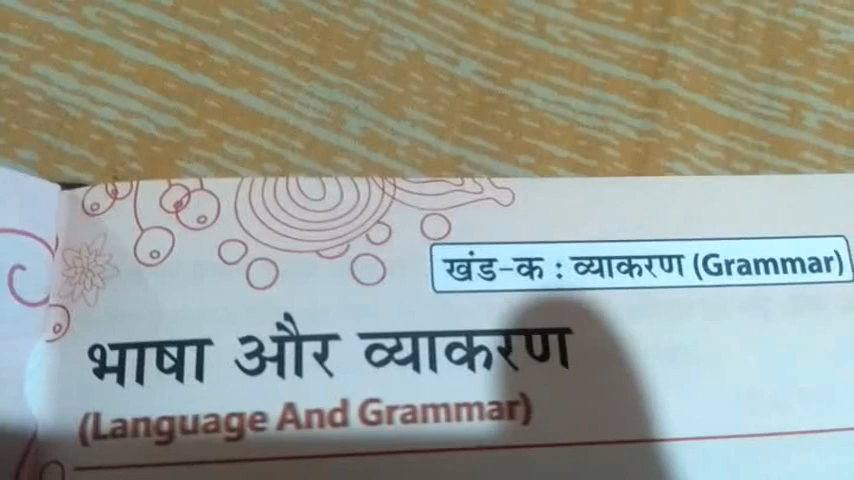 खंड-क : व्याकरण (Grammar)
भाषा और व्याकरण
(Language And Grammar)